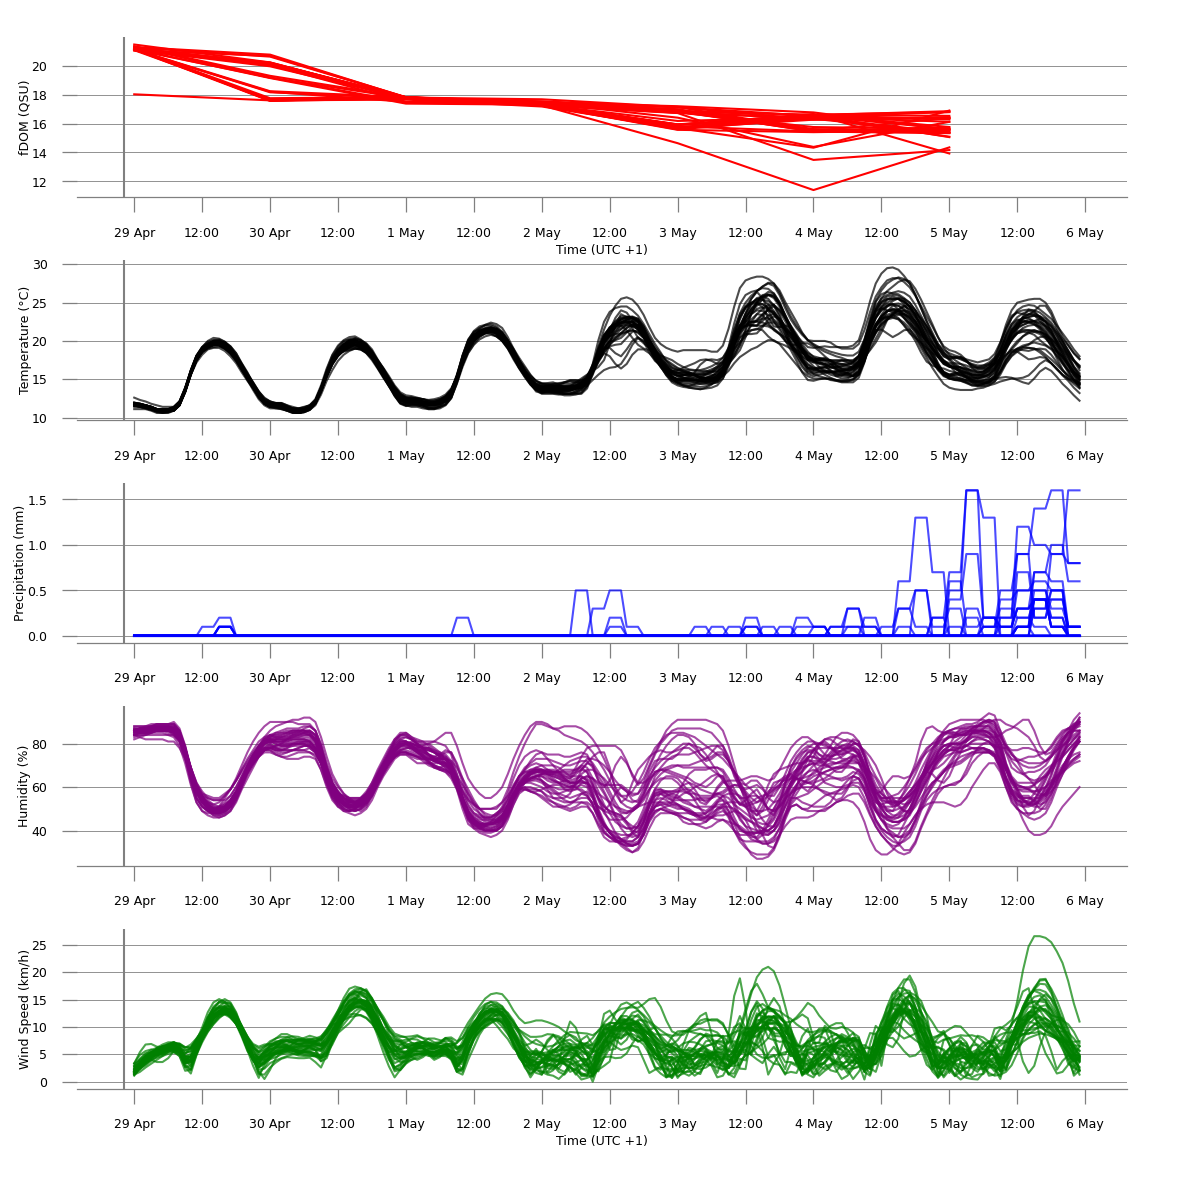 fDOM (QSU)
20
18
16
14
12
29 Apr 12:00 30 Apr 12:00 1 May 12:00 2 May 12:00 3 May 12:00 4 May 12:00 5 May 12:00 6 May
Time (UTC +1)
Temperature (°C)
30
25
20
15
10
29 Apr 12:00 30 Apr 12:00 1 May 12:00 2 May 12:00 3 May 12:00 4 May 12:00 5 May 12:00 6 May
Precipitation (mm)
1.5
1.0
0.5
0.0
29 Apr 12:00 30 Apr 12:00 1 May 12:00 2 May 12:00 3 May 12:00 4 May 12:00 5 May 12:00 6 May
Humidity (%)
80
60
40
29 Apr 12:00 30 Apr 12:00 1 May 12:00 2 May 12:00 3 May 12:00 4 May 12:00 5 May 12:00 6 May
Wind Speed (km/h)
25
20
15
10
5
0
29 Apr 12:00 30 Apr 12:00 1 May 12:00 2 May 12:00 3 May 12:00 4 May 12:00 5 May 12:00 6 May
Time (UTC +1)